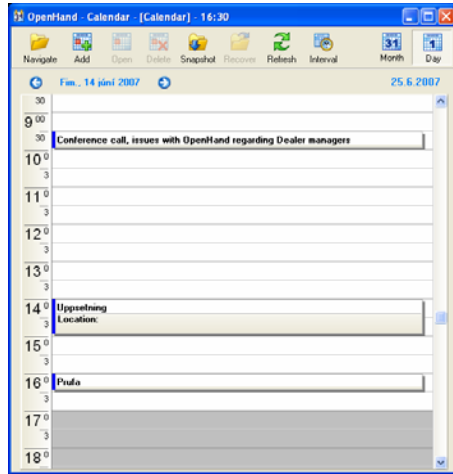 OpenHand - Calendar - [Calendar] - 16:30
Navigate Add Open Delete Snapshot Recover Refresh Interval 31 Month 1 Day
Fim., 14 júní 2007 25.6.2007
30
9 00
30 Conference call, issues with OpenHand regarding Dealer managers
10 0
3
11 0
3
12 0
3
13 0
3
14 0 Uppsetning
Location:
3
15 0
3
16 0 Prufa
3
17 0
3
18 0